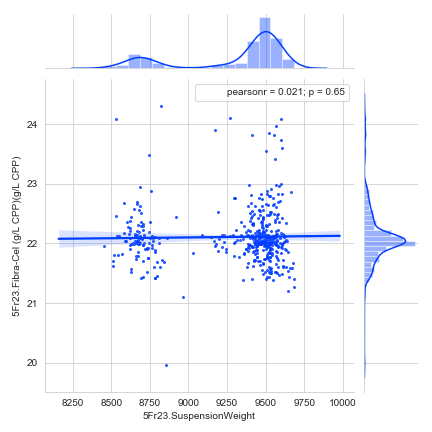 pearsonr = 0.021; p = 0.65
5Fr23.Fibra-Cel (g/L CPP)(g/L CPP)
24
23
22
21
20
8250 8500 8750 9000 9250 9500 9750 10000
5Fr23.SuspensionWeight